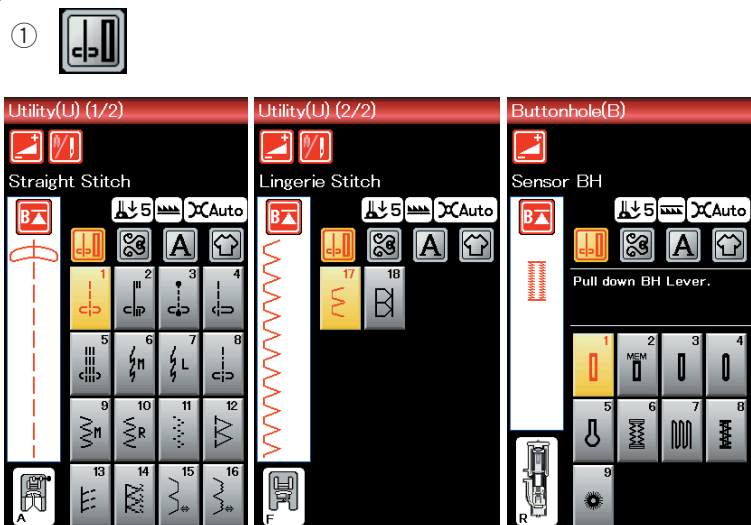 ①
Utility(U) (1/2)
Straight Stitch
B
5
Auto
A
1
2
3
4
5
6
M
7
L
8
9
M
10
R
11
12
13
14
15
16
A
Utility(U) (2/2)
Lingerie Stitch
B
5
Auto
A
17
18
F
Buttonhole(B)
Sensor BH
B
5
Auto
A
Pull down BH Lever.
1
2
MEM
3
4
5
6
7
8
9
R